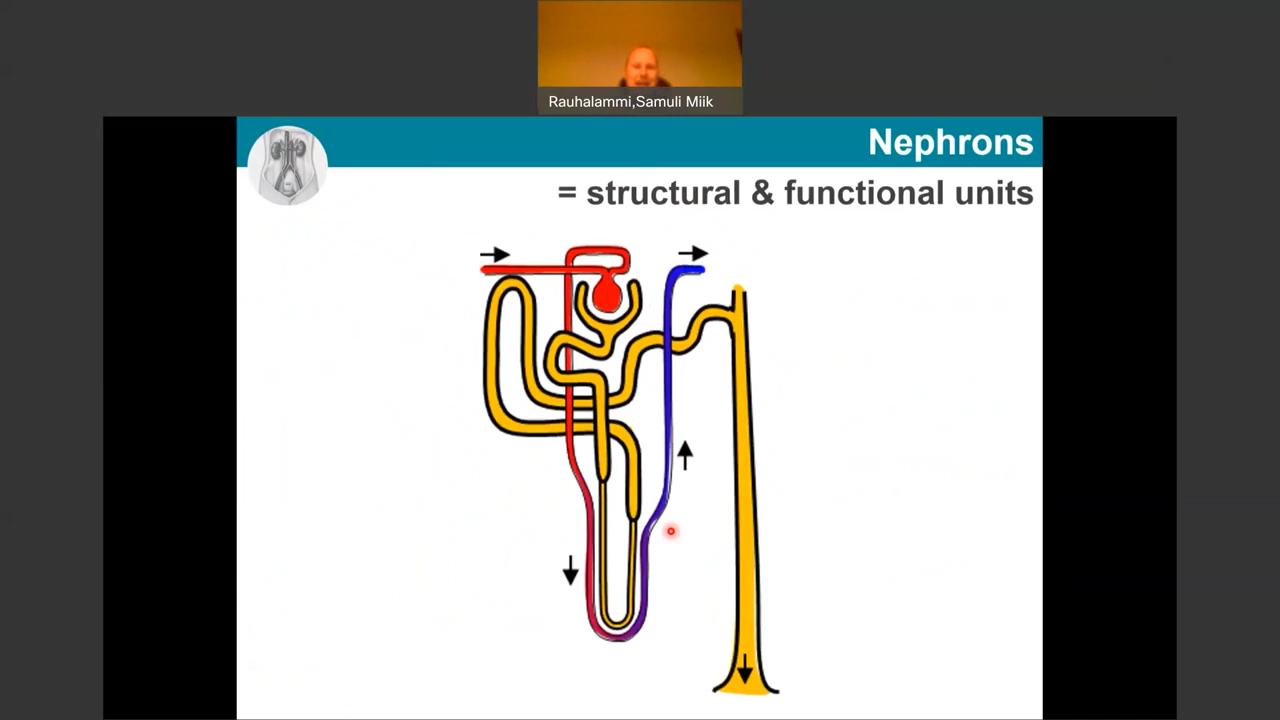 Rauhalammi,Samuli Miik
Nephrons
= structural & functional units